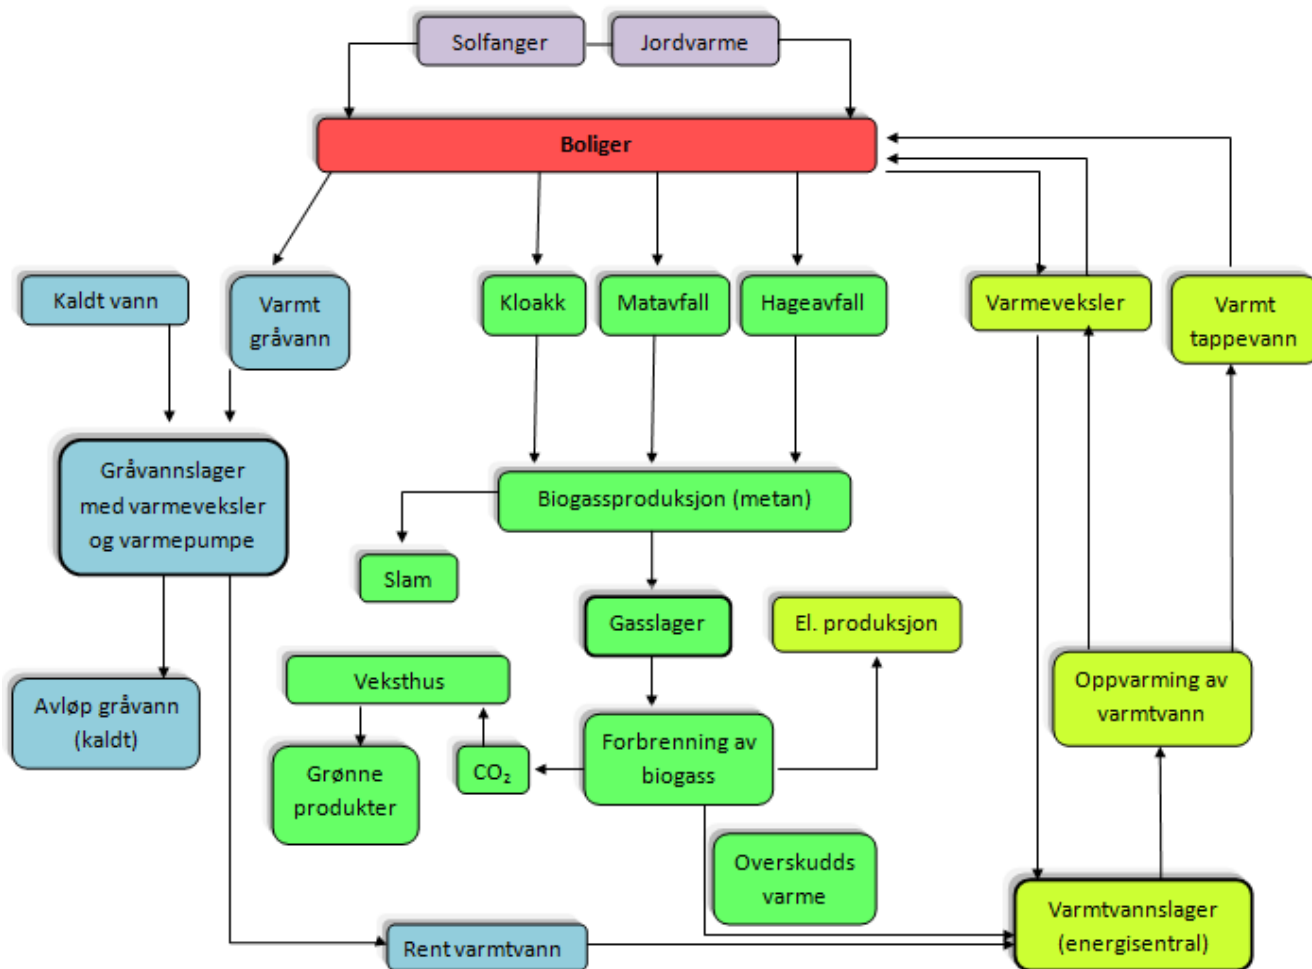 Solfanger
Jordvarme
Boliger
Kaldt vann
Varmt
gråvann
Kloakk
Matavfall
Hageavfall
Varmeveksler
Varmt
tappevann
Gråvannslager
med varmeveksler
og varmepumpe
Biogassproduksjon (metan)
Slam
Gasslager
El. produksjon
Veksthus
Oppvarming av
varmtvann
Avløp gråvann
(kaldt)
Forbrenning av
biogass
CO₂
Grønne
produkter
Overskudds
varme
Varmtvannslager
(energisentral)
Rent varmtvann